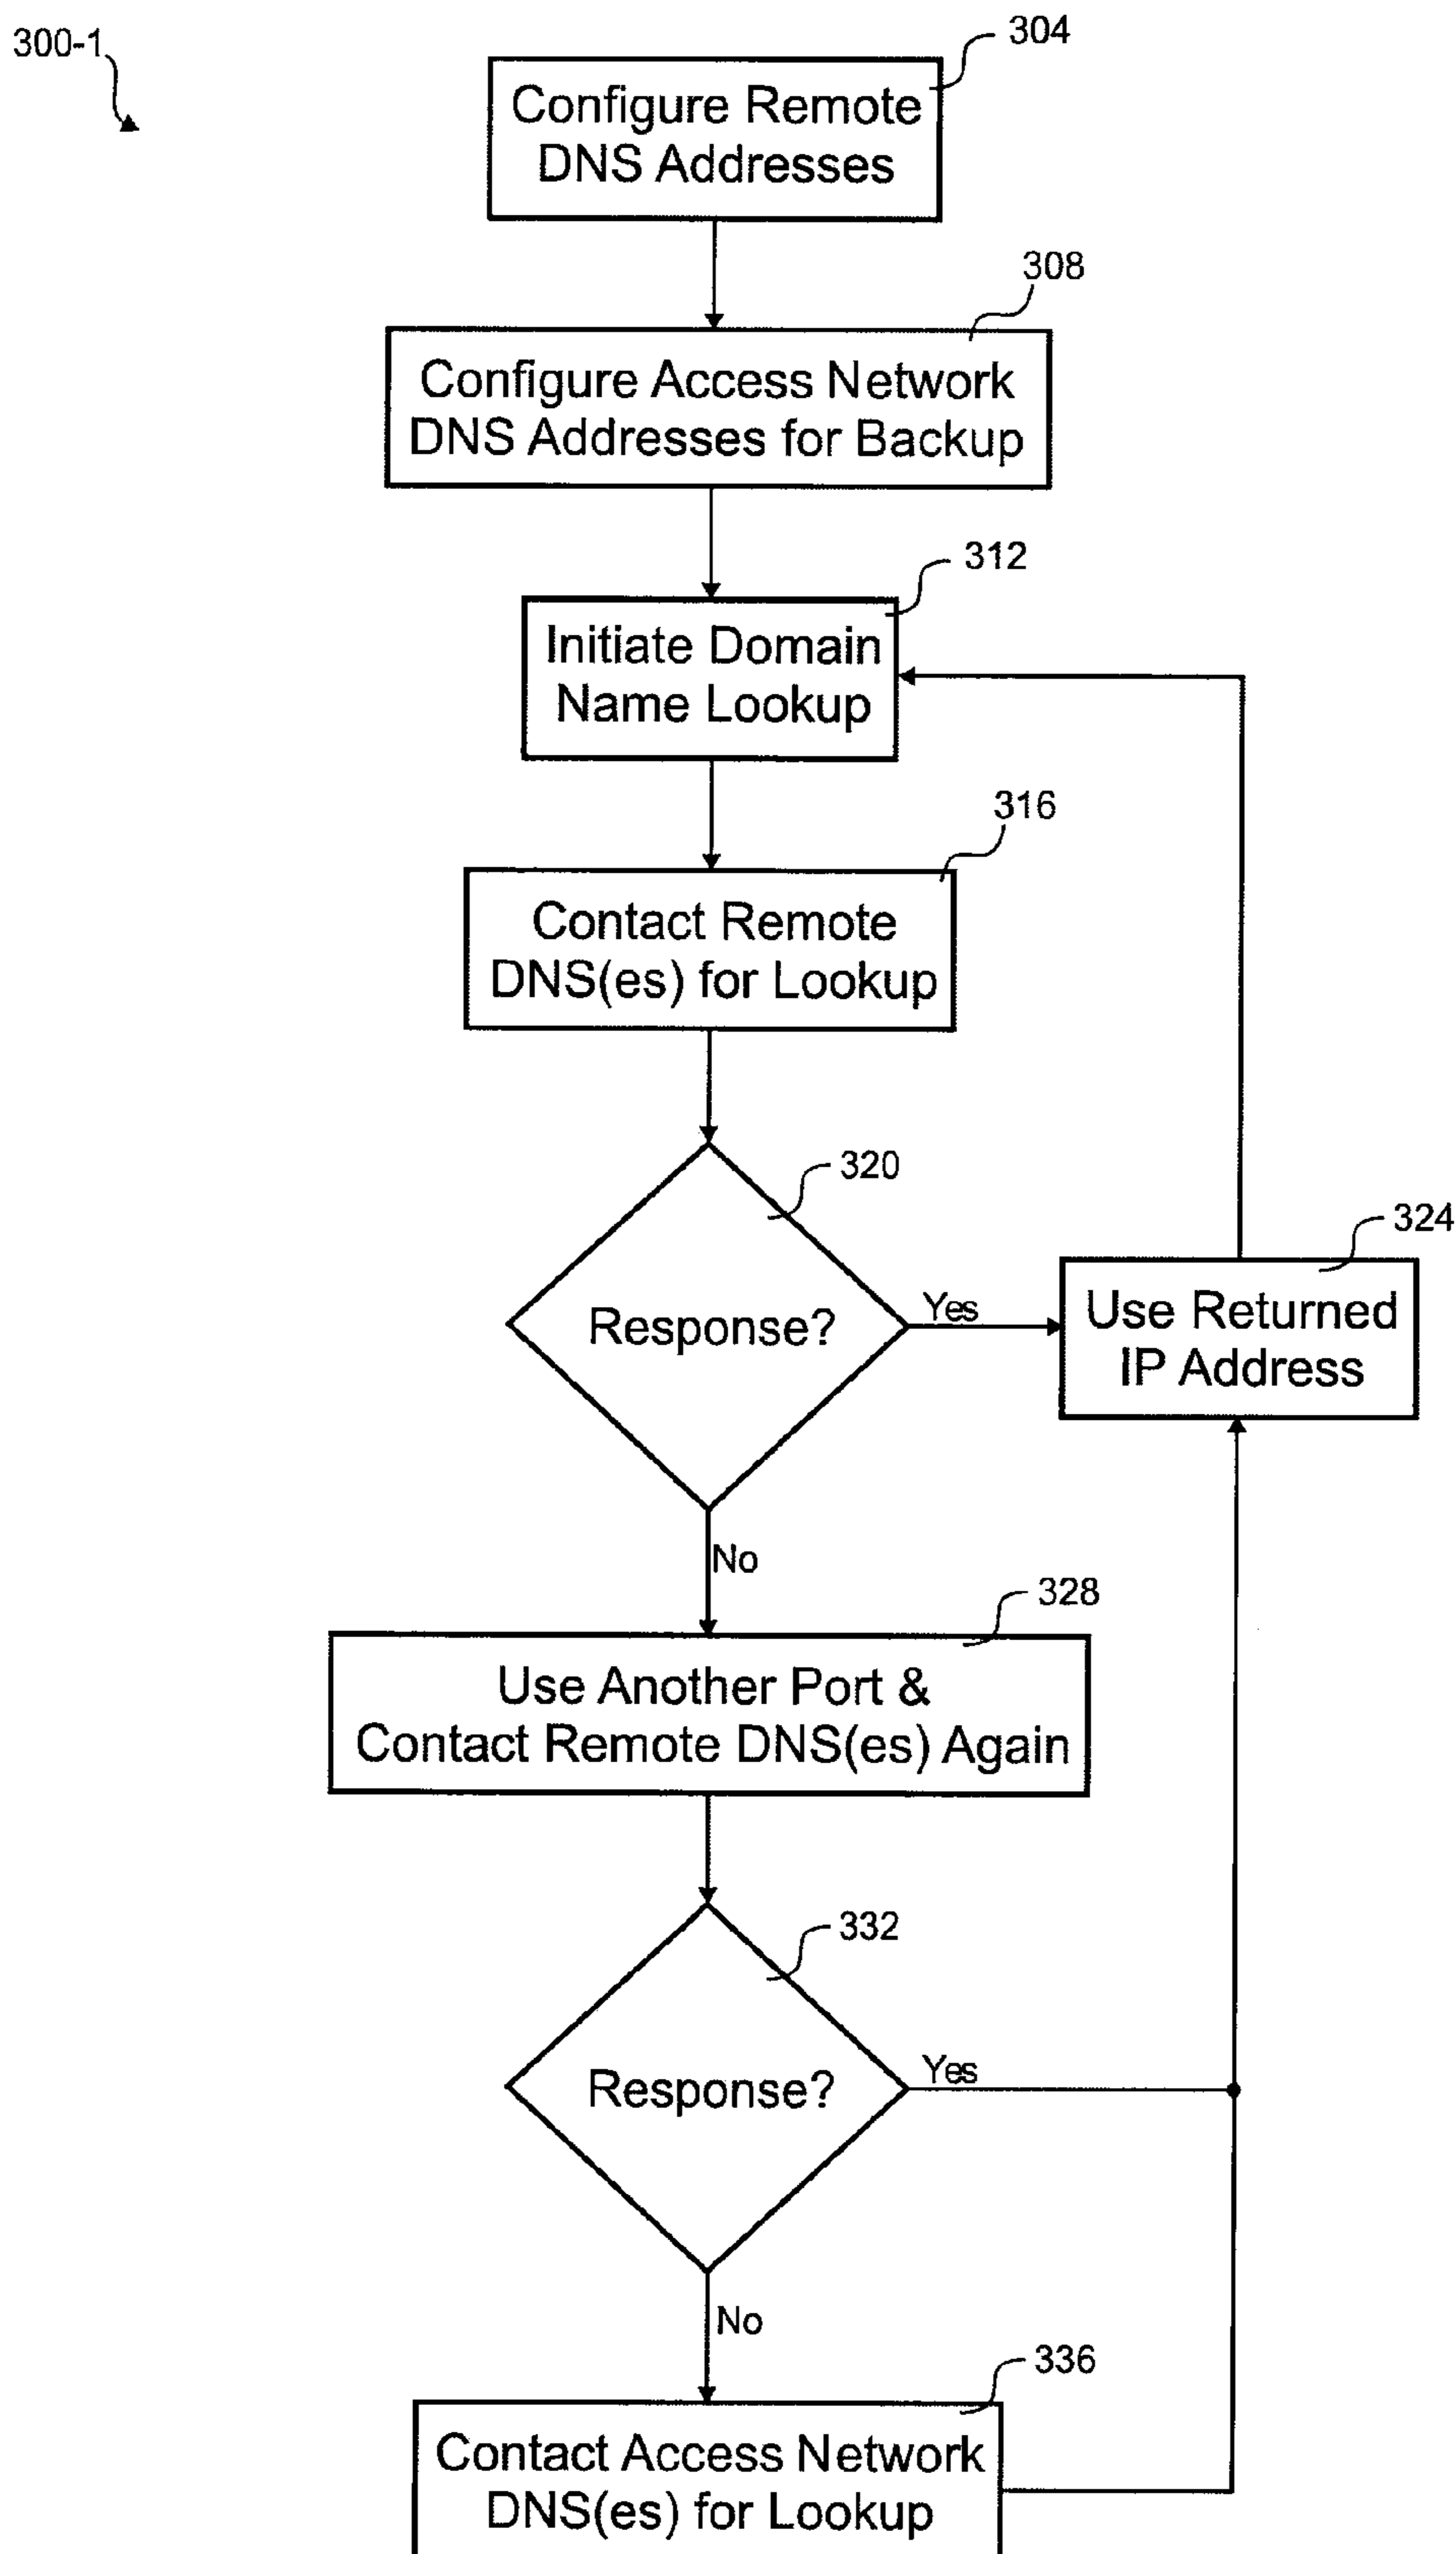 300-1
304
Configure Remote
DNS Addresses
308
Configure Access Network
DNS Addresses for Backup
312
Initiate Domain
Name Lookup
316
Contact Remote
DNS(es) for Lookup
320
Response?
Yes
324
Use Returned
IP Address
No
328
Use Another Port &
Contact Remote DNS(es) Again
332
Response?
Yes
No
336
Contact Access Network
DNS(es) for Lookup